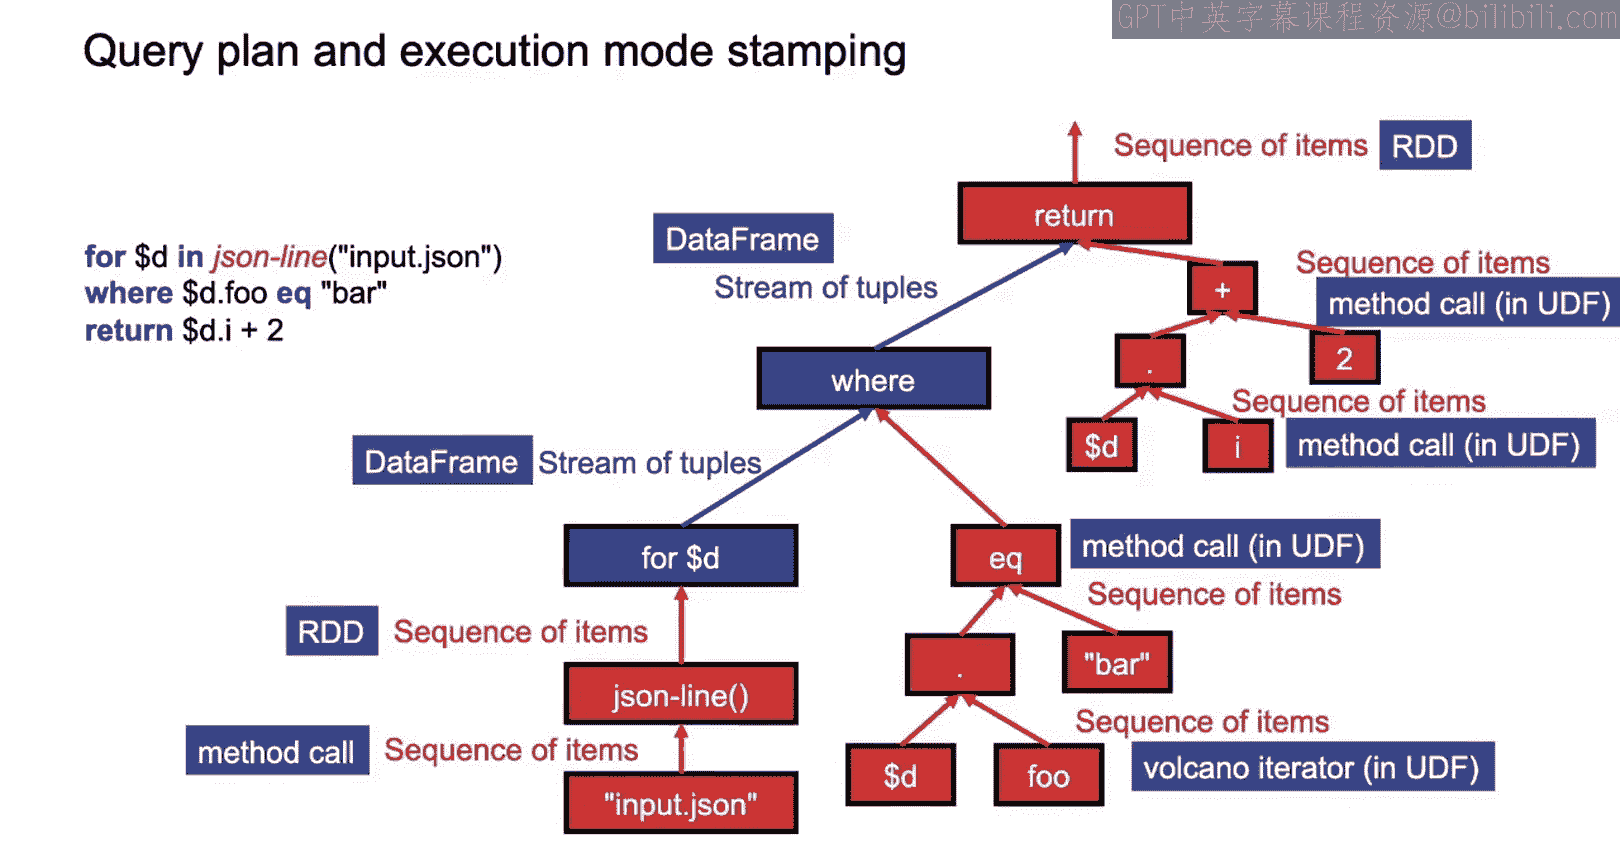 GPT中英字幕课程资源@bilibili.com
Query plan and execution mode stamping
Sequence of items RDD
return
DataFrame
Stream of tuples
for $d in json-line("input.json")
where $d.foo eq "bar"
return $d.i + 2
+
Sequence of items
method call (in UDF)
.
2
Sequence of items
$d
i
method call (in UDF)
where
DataFrame Stream of tuples
for $d
eq
method call (in UDF)
Sequence of items
RDD Sequence of items
.
"bar"
json-line()
Sequence of items
method call Sequence of items
$d
foo
volcano iterator (in UDF)
"input.json"